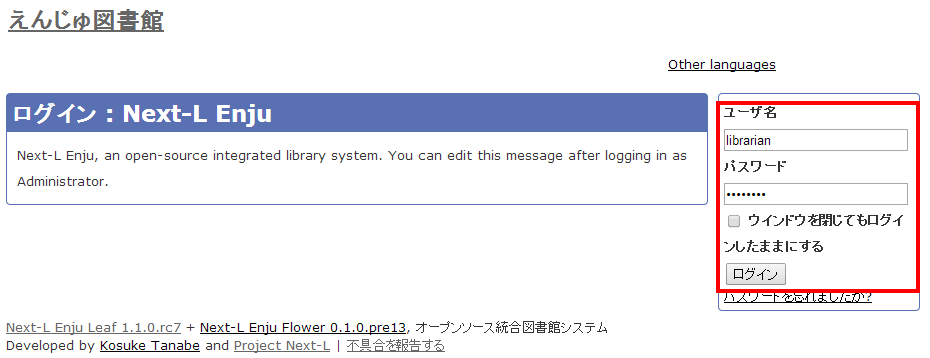 えんじゅ図書館
Other languages
ログイン : Next-L Enju
Next-L Enju, an open-source integrated library system. You can edit this message after logging in as
Administrator.
ユーザ名
librarian
パスワード
••••••••
ウインドウを閉じてもログイ
ンしたままにする
ログイン
パスワードを忘れましたか?
Next-L Enju Leaf 1.1.0.rc7 + Next-L Enju Flower 0.1.0.pre13, オープンソース統合図書館システム
Developed by Kosuke Tanabe and Project Next-L | 不具合を報告する